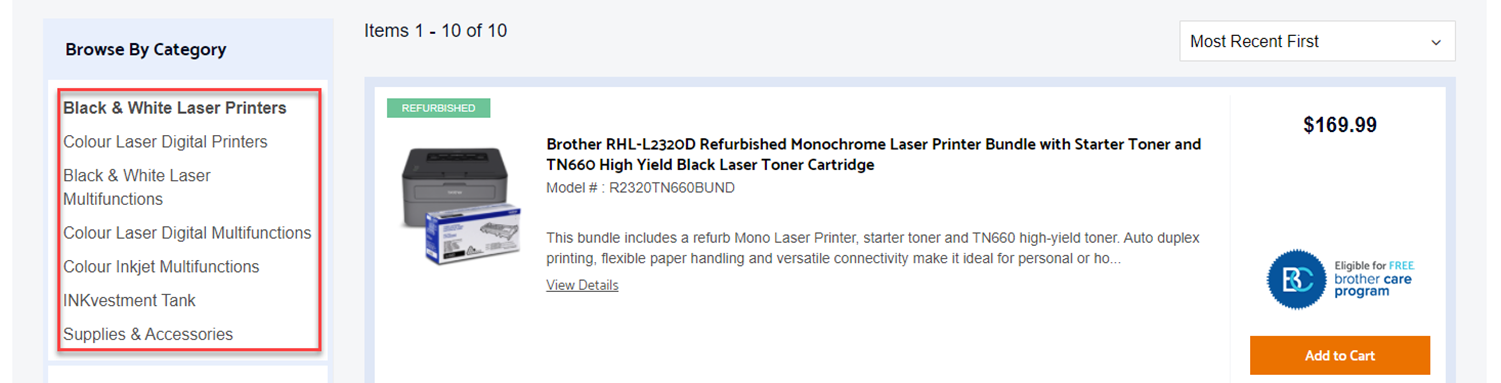 Browse By Category
Black & White Laser Printers
Colour Laser Digital Printers
Black & White Laser
Multifunctions
Colour Laser Digital Multifunctions
Colour Inkjet Multifunctions
INKvestment Tank
Supplies & Accessories
Items 1 - 10 of 10
Most Recent First
REFURBISHED
Brother RHL-L2320D Refurbished Monochrome Laser Printer Bundle with Starter Toner and
TN660 High Yield Black Laser Toner Cartridge
Model # : R2320TN660BUND
This bundle includes a refurb Mono Laser Printer, starter toner and TN660 high-yield toner. Auto duplex
printing, flexible paper handling and versatile connectivity make it ideal for personal or ho...
View Details
$169.99
BC
Eligible for FREE
brother care
program
Add to Cart